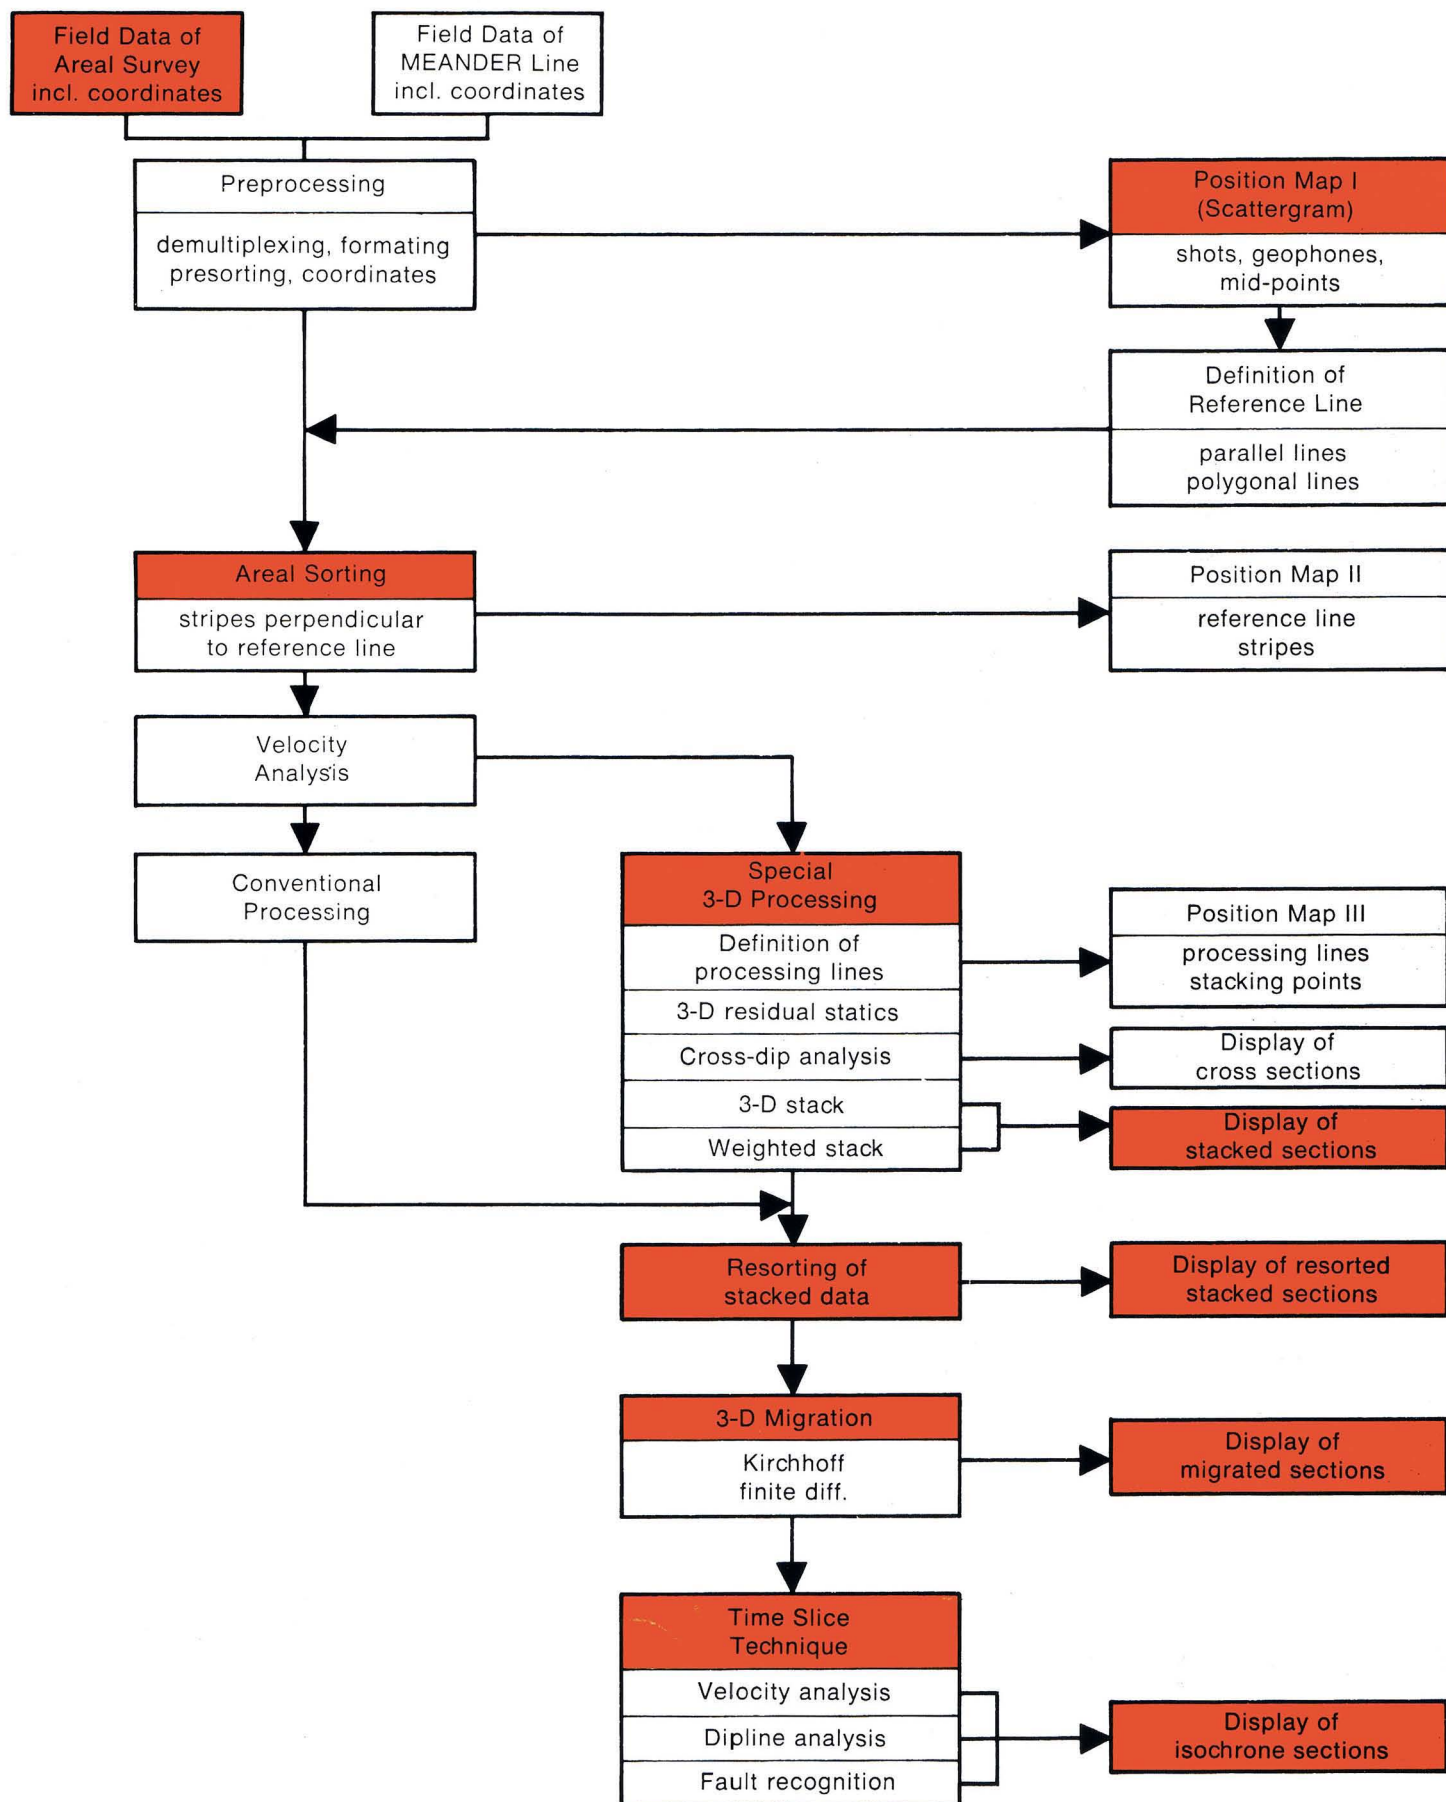 Field Data of
Areal Survey
incl. coordinates
Field Data of
MEANDER Line
incl. coordinates
Preprocessing
demultiplexing, formating
presorting, coordinates
Position Map I
(Scattergram)
shots, geophones,
mid-points
Definition of
Reference Line
parallel lines
polygonal lines
Areal Sorting
stripes perpendicular
to reference line
Position Map II
reference line
stripes
Velocity
Analysis
Conventional
Processing
Special
3-D Processing
Definition of
processing lines
3-D residual statics
Cross-dip analysis
3-D stack
Weighted stack
Position Map III
processing lines
stacking points
Display of
cross sections
Display of
stacked sections
Resorting of
stacked data
Display of resorted
stacked sections
3-D Migration
Kirchhoff
finite diff.
Display of
migrated sections
Time Slice
Technique
Velocity analysis
Dipline analysis
Fault recognition
Display of
isochrone sections